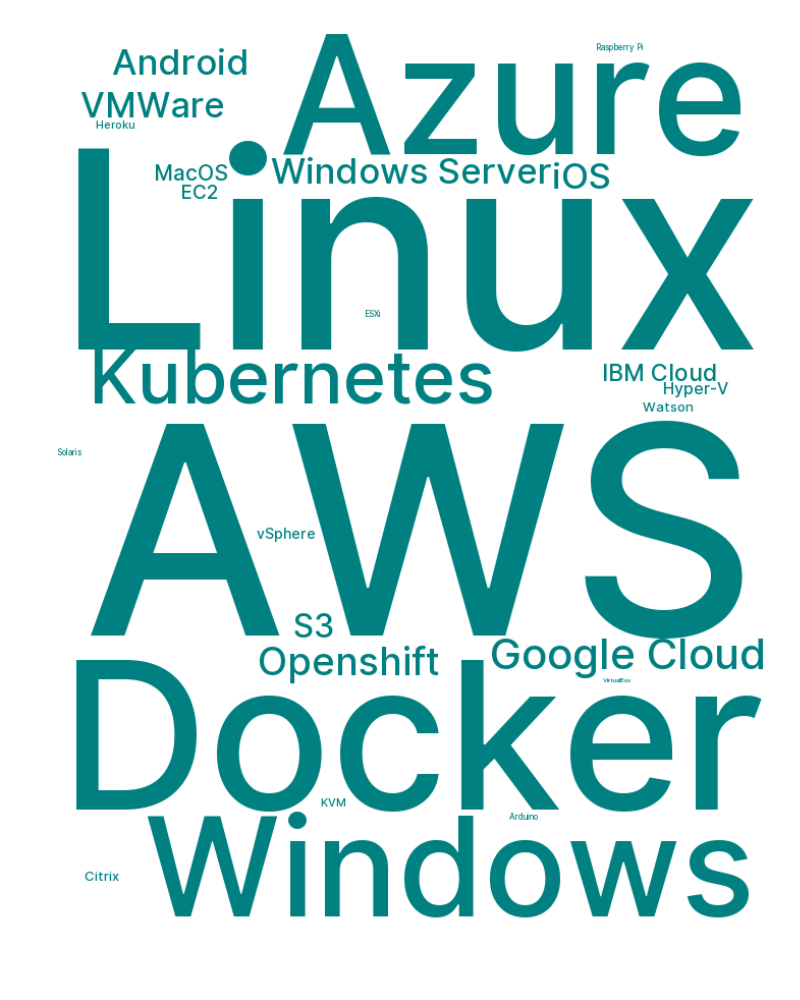 Raspberry Pi
Android
Azure
VMWare
Heroku
Linux
MacOS
Windows Server
iOS
EC2
ESXi
Kubernetes
IBM Cloud
Hyper-V
Watson
AWS
Solaris
vSphere
S3
Openshift
Google Cloud
VirtualBox
Docker
KVM
Arduino
Windows
Citrix